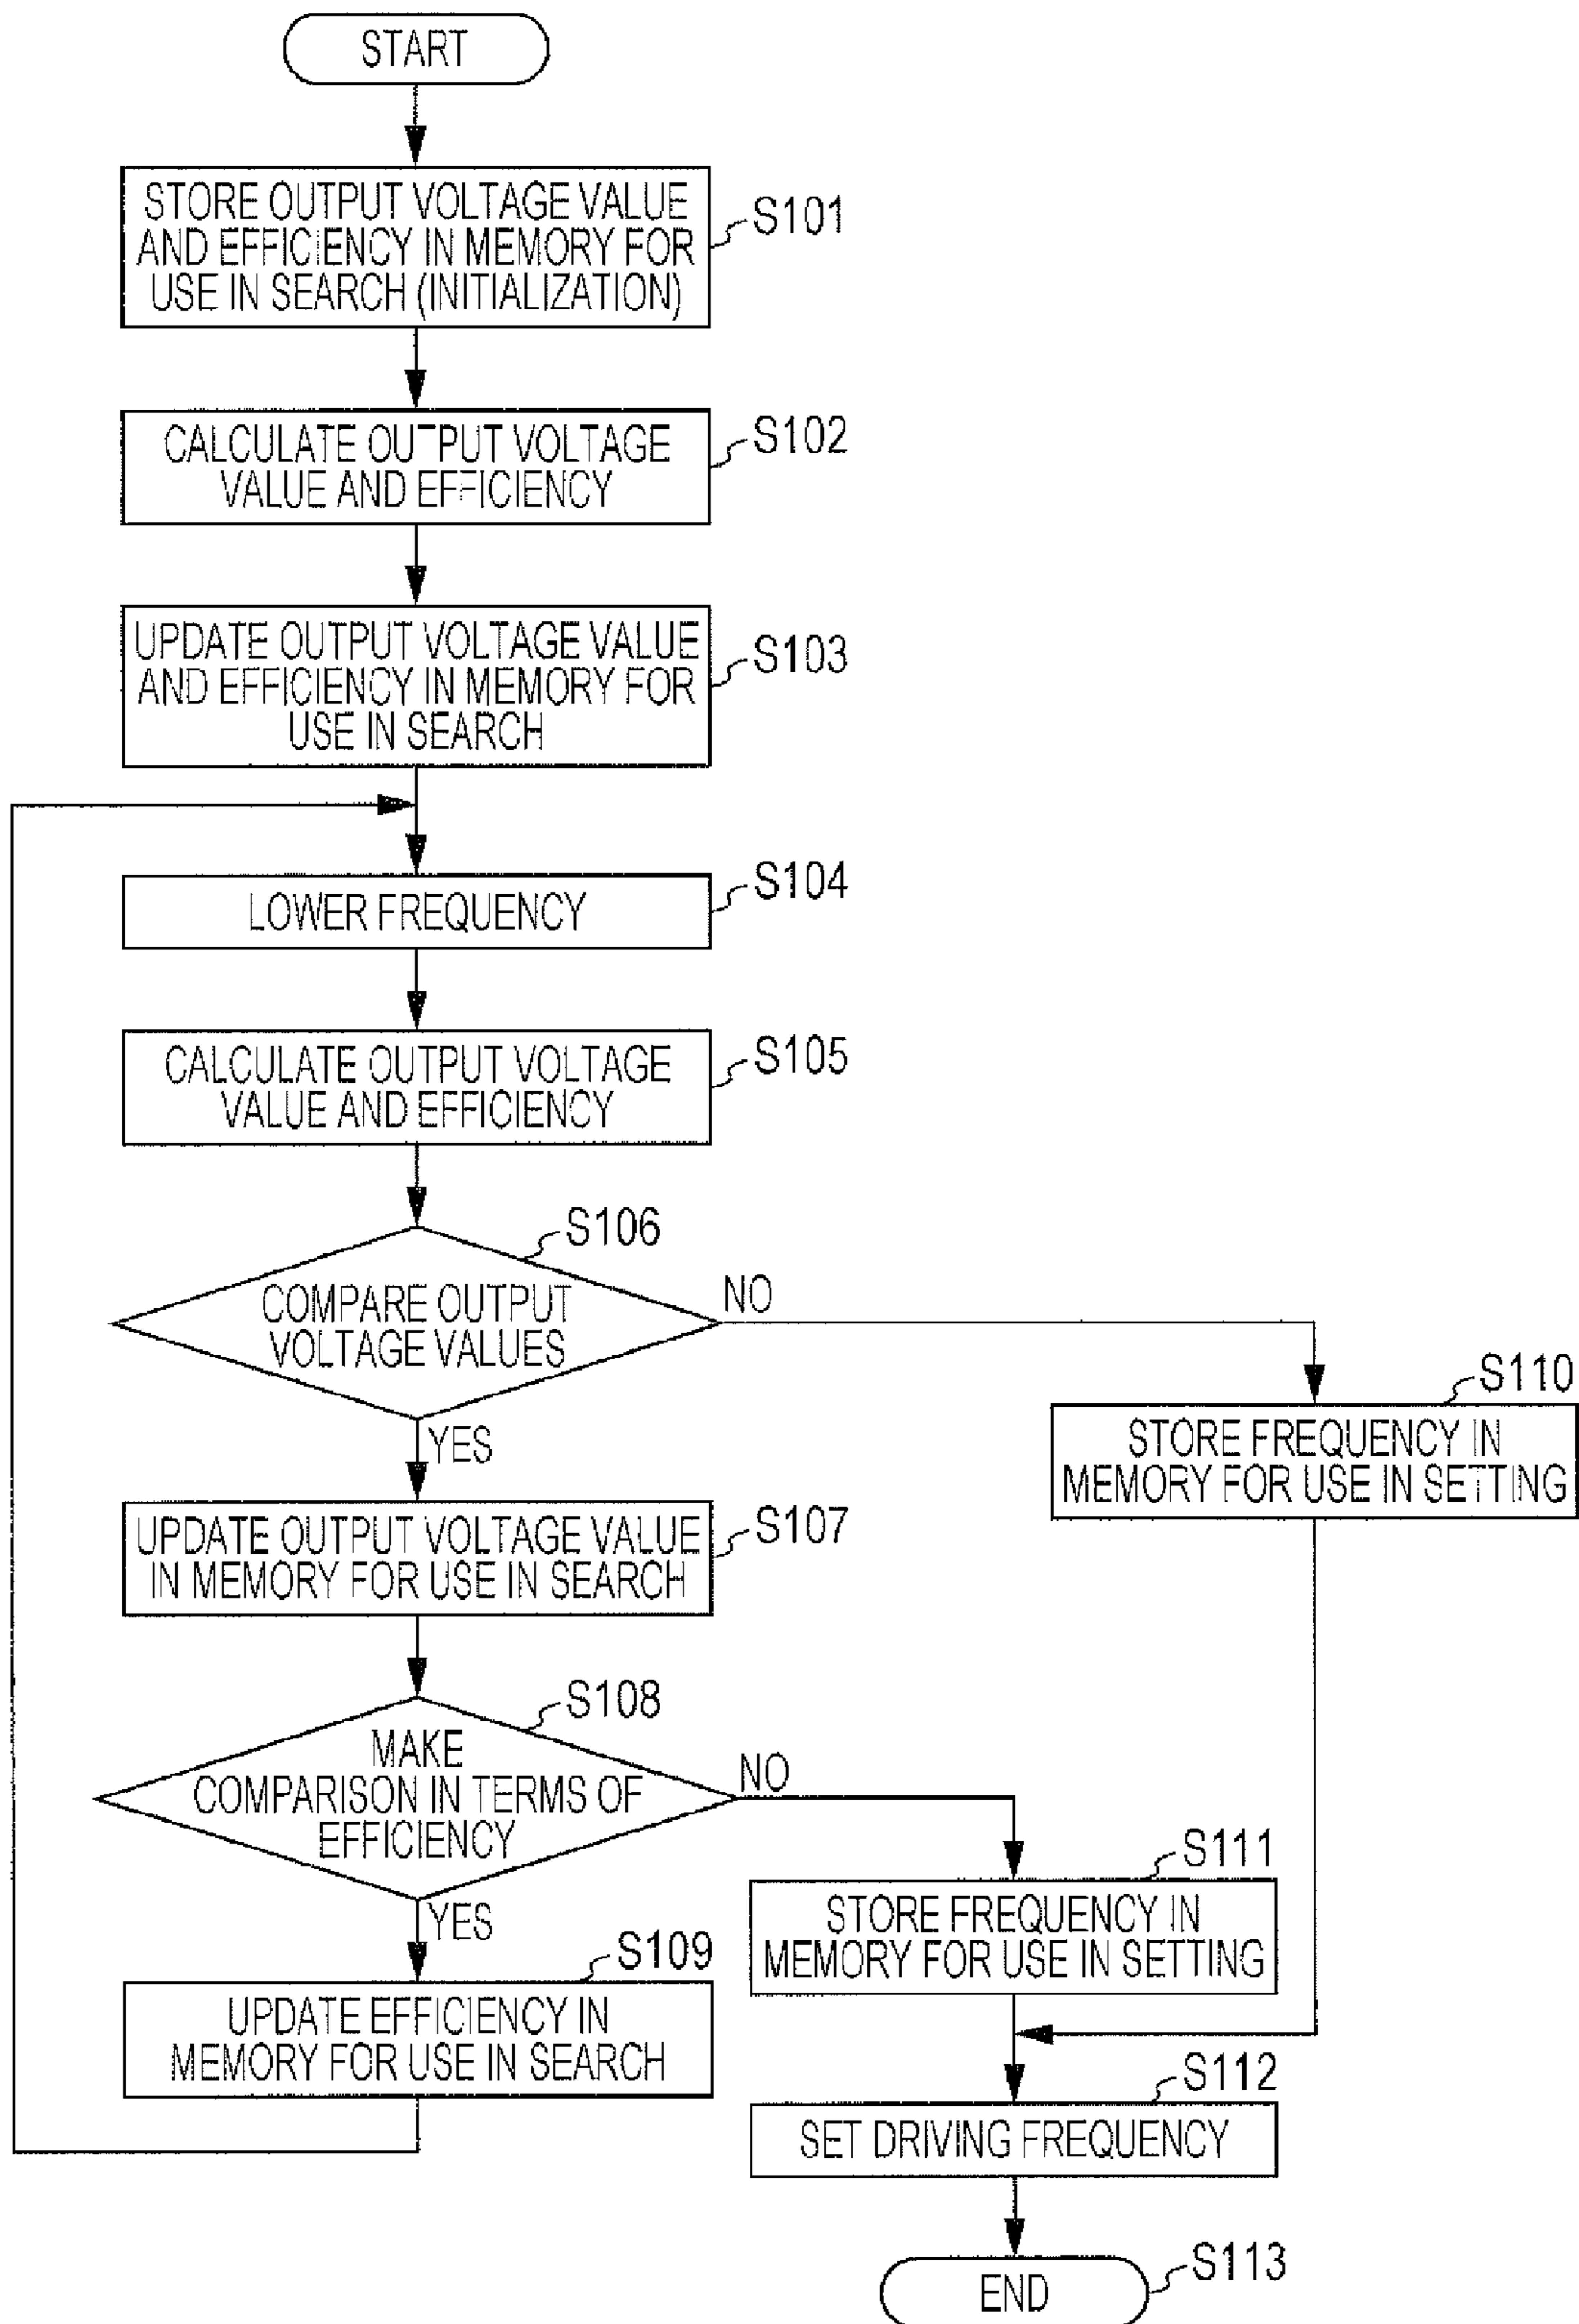 START
STORE OUTPUT VOLTAGE VALUE
AND EFFICIENCY IN MEMORY FOR
USE IN SEARCH (INITIALIZATION)
S101
CALCULATE OUTPUT VOLTAGE
VALUE AND EFFICIENCY
S102
UPDATE OUTPUT VOLTAGE VALUE
AND EFFICIENCY IN MEMORY FOR
USE IN SEARCH
S103
LOWER FREQUENCY
S104
CALCULATE OUTPUT VOLTAGE
VALUE AND EFFICIENCY
S105
S106
COMPARE OUTPUT
VOLTAGE VALUES
NO
YES
S110
STORE FREQUENCY IN
MEMORY FOR USE IN SETTING
UPDATE OUTPUT VOLTAGE VALUE
IN MEMORY FOR USE IN SEARCH
S107
S108
MAKE
COMPARISON IN TERMS OF
EFFICIENCY
NO
YES
S111
STORE FREQUENCY IN
MEMORY FOR USE IN SETTING
S109
UPDATE EFFICIENCY IN
MEMORY FOR USE IN SEARCH
S112
SET DRIVING FREQUENCY
END
S113